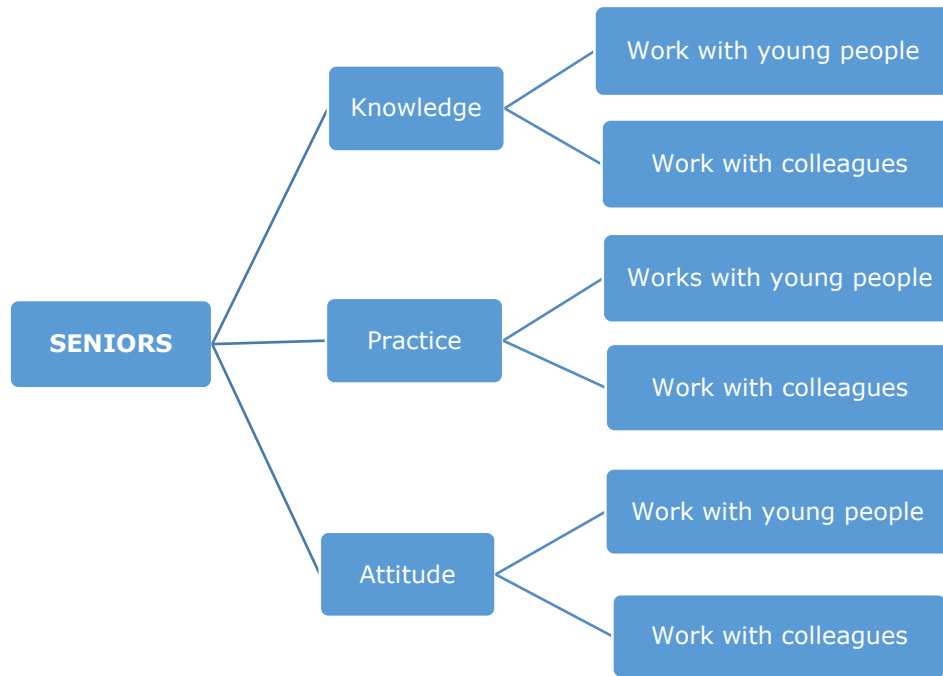 SENIORS
Knowledge
Work with young people
Work with colleagues
Practice
Works with young people
Work with colleagues
Attitude
Work with young people
Work with colleagues